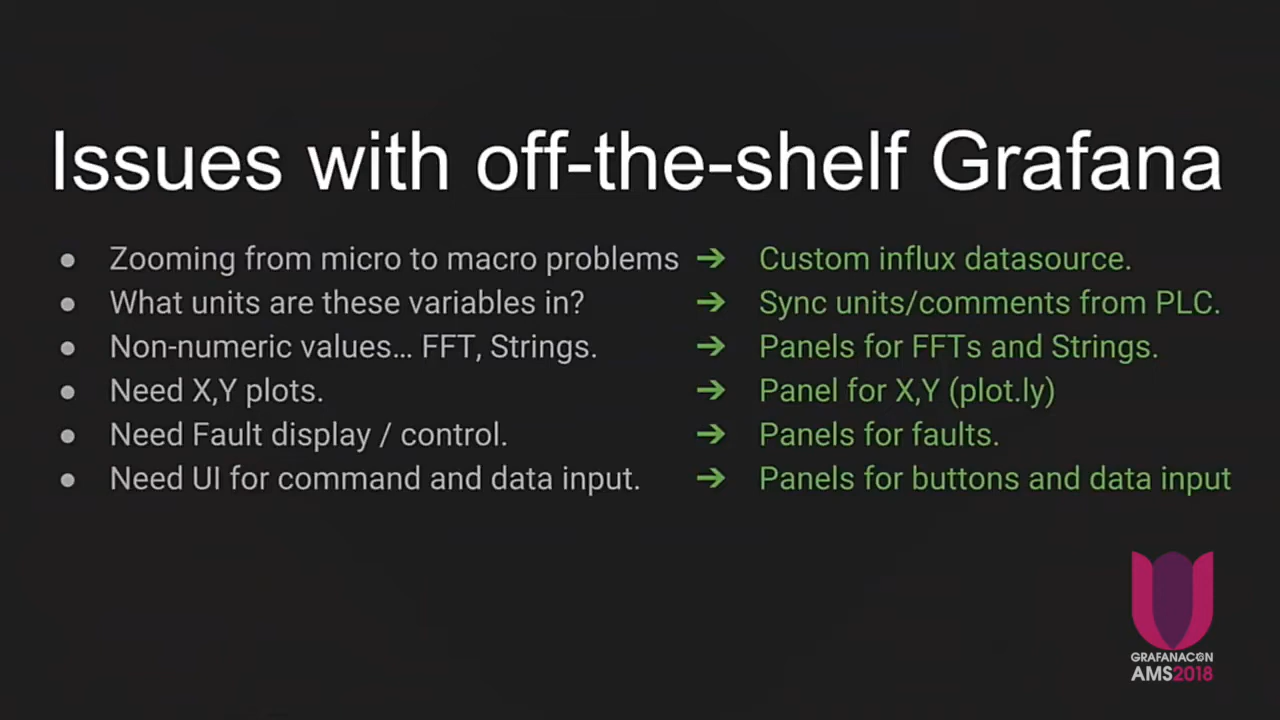 Issues with off-the-shelf Grafana
● Zooming from micro to macro problems ➔ Custom influx datasource.
● What units are these variables in? ➔ Sync units/comments from PLC.
● Non-numeric values… FFT, Strings. ➔ Panels for FFTs and Strings.
● Need X,Y plots. ➔ Panel for X,Y (plot.ly)
● Need Fault display / control. ➔ Panels for faults.
● Need UI for command and data input. ➔ Panels for buttons and data input
GRAFANACON
AMS2018